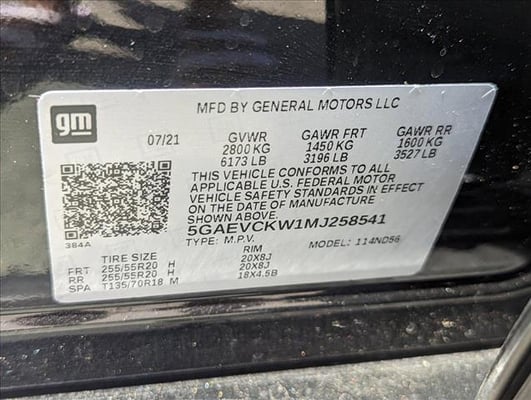 gm
MFD BY GENERAL MOTORS LLC
07/21 GVWR GAWR FRT GAWR RR
2800 KG 1450 KG 1600 KG
6173 LB 3196 LB 3527 LB
THIS VEHICLE CONFORMS TO ALL
APPLICABLE U.S. FEDERAL MOTOR
VEHICLE SAFETY STANDARDS IN EFFECT
ON THE DATE OF MANUFACTURE
SHOWN ABOVE.
5GAEVCKW1MJ258541
384A
TYPE: M.P.V. MODEL: 114ND56
TIRE SIZE RIM
FRT 255/55R20 H 20X8J
RR 255/55R20 H 20X8J
SPA T135/70R18 M 18X4.5B